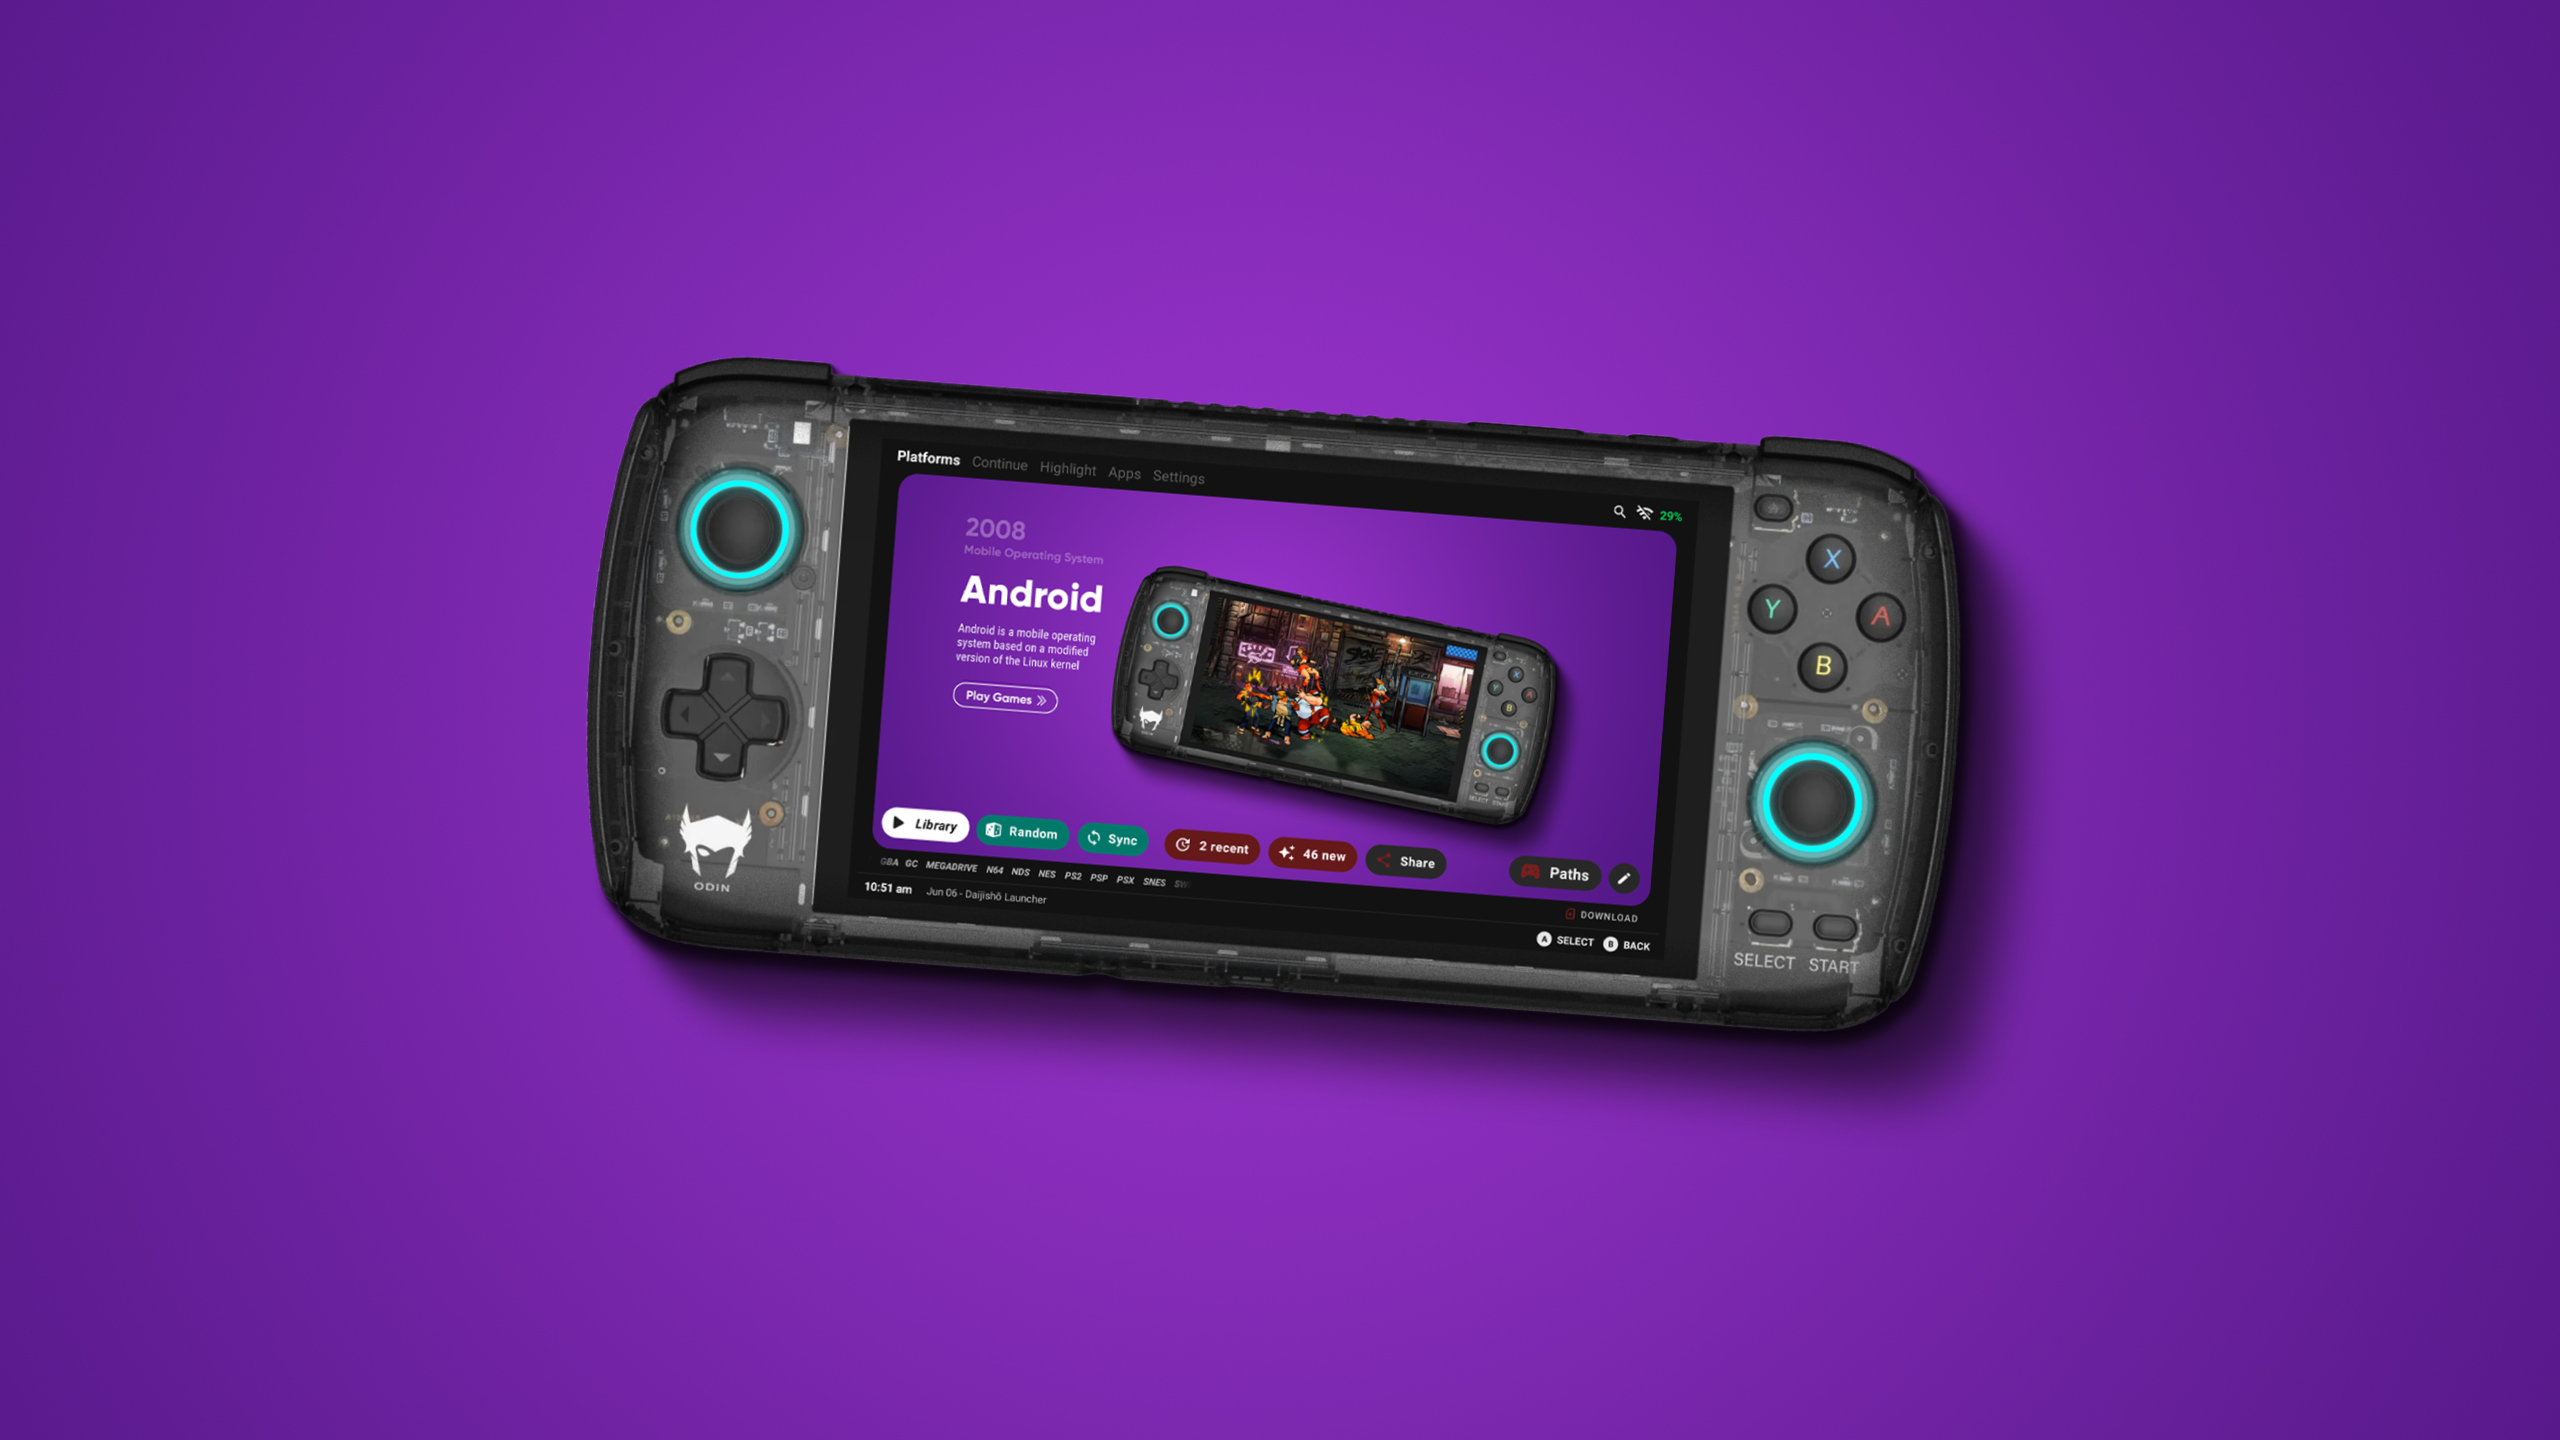 Platforms Continue Highlight Apps Settings
29%
2008
Mobile Operating System
Android
Android is a mobile operating
system based on a modified
version of the Linux kernel
Play Games
Library Random Sync 2 recent 46 new Share Paths
GBA GC MEGADRIVE N64 NDS NES PS2 PSP PSX SNES SW
10:51 am Jun 06 - Daijishō Launcher
DOWNLOAD
A SELECT B BACK
X
Y A
B
ODIN
SELECT START
X
Y A
B
SELECT